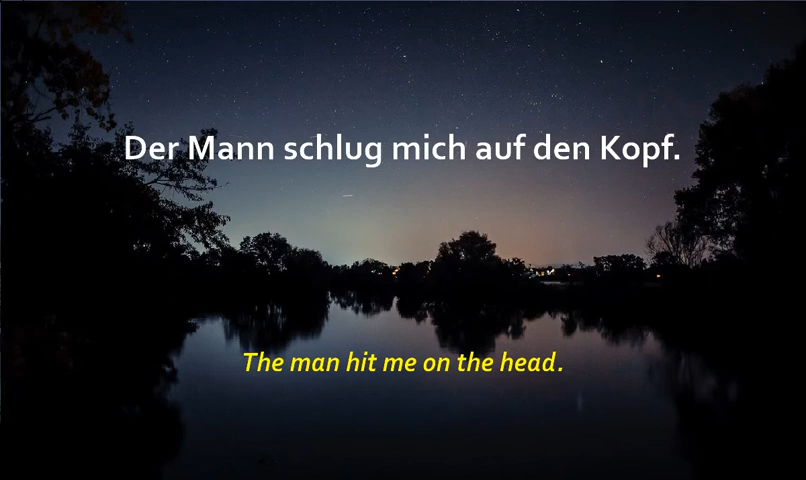 Der Mann schlug mich auf den Kopf.
The man hit me on the head.